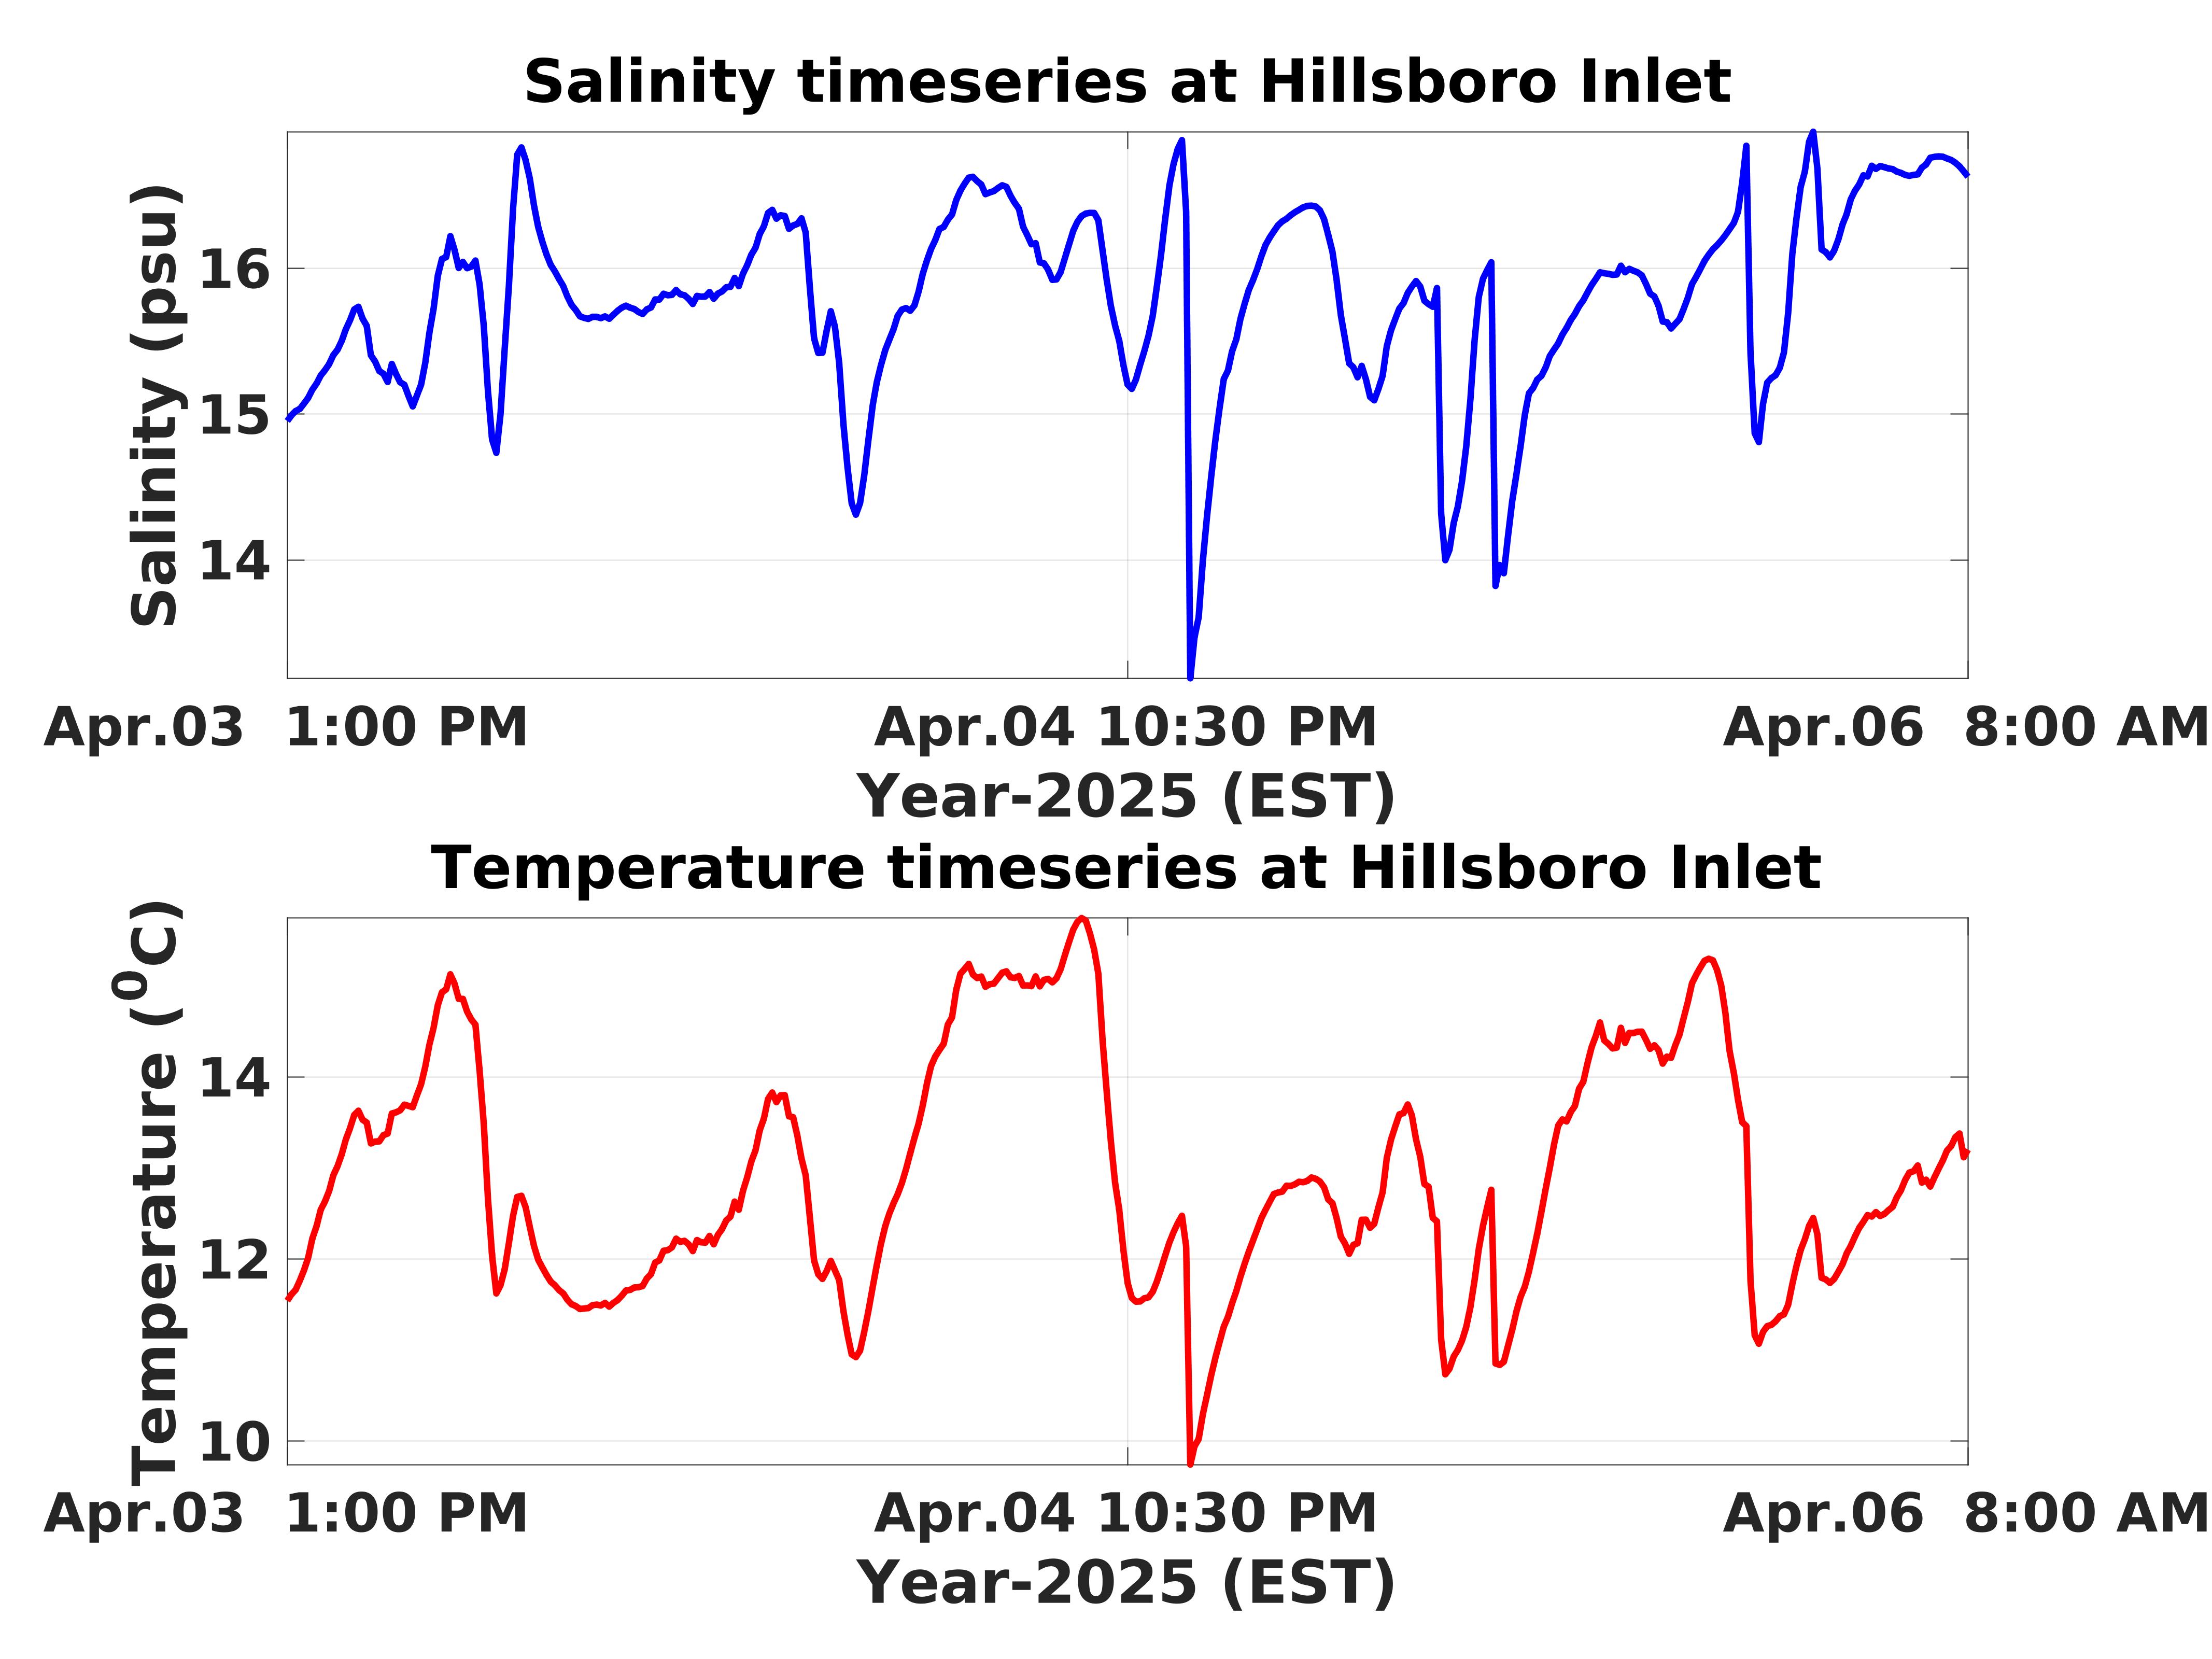 Salinity timeseries at Hillsboro Inlet
Salinity (psu)
16
15
14
Apr.03  1:00 PM
Apr.04 10:30 PM
Apr.06  8:00 AM
Year-2025 (EST)
Temperature timeseries at Hillsboro Inlet
Temperature (⁰C)
14
12
10
Apr.03  1:00 PM
Apr.04 10:30 PM
Apr.06  8:00 AM
Year-2025 (EST)